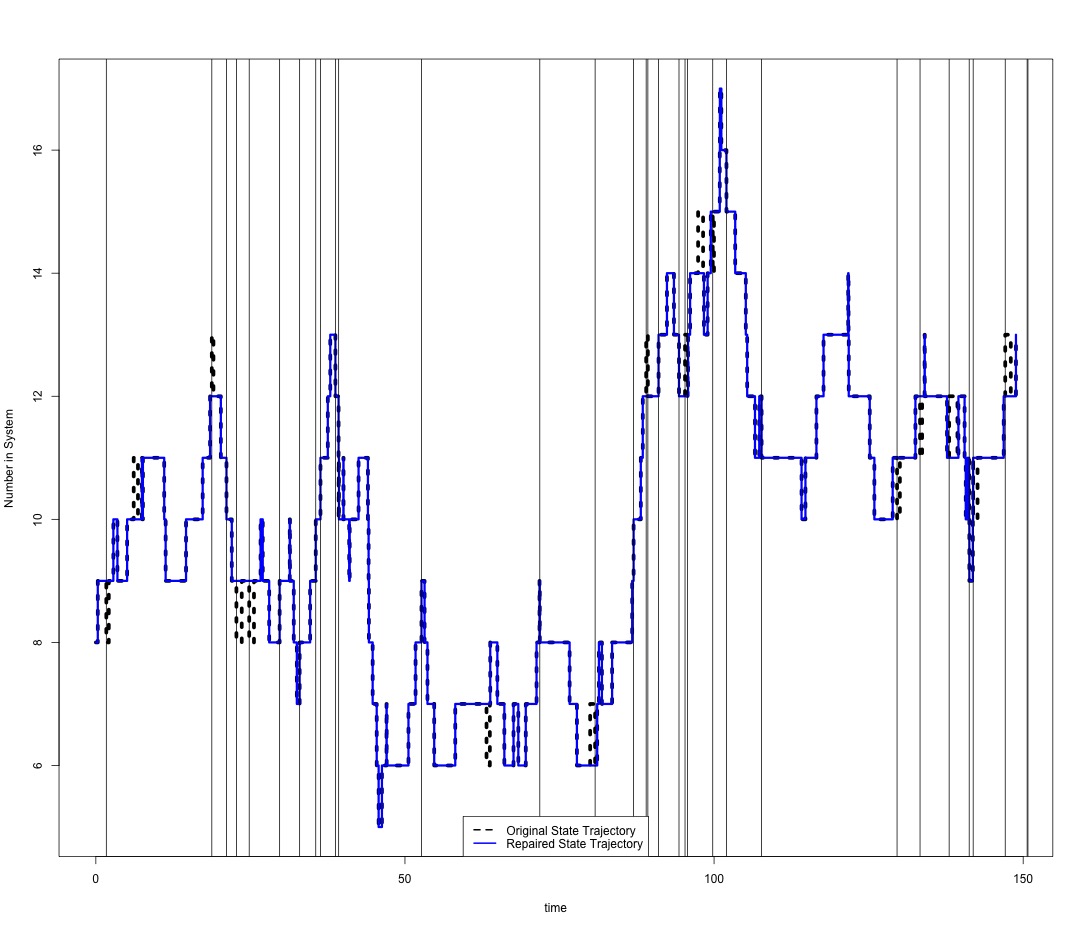 16
14
12
10
8
6
Number in System
Original State Trajectory
Repaired State Trajectory
0 50 100 150
time